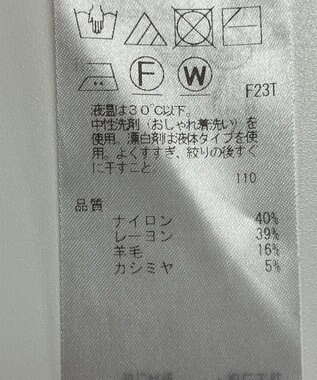 F W
F23T
液温は30℃以下。
中性洗剤（おしゃれ着洗い）を
使用。漂白剤は液体タイプを使
用。よくすすぎ、絞りの後すぐ
に干すこと。
110
品質
ナイロン 40%
レーヨン 39%
羊毛 16%
カシミヤ 5%